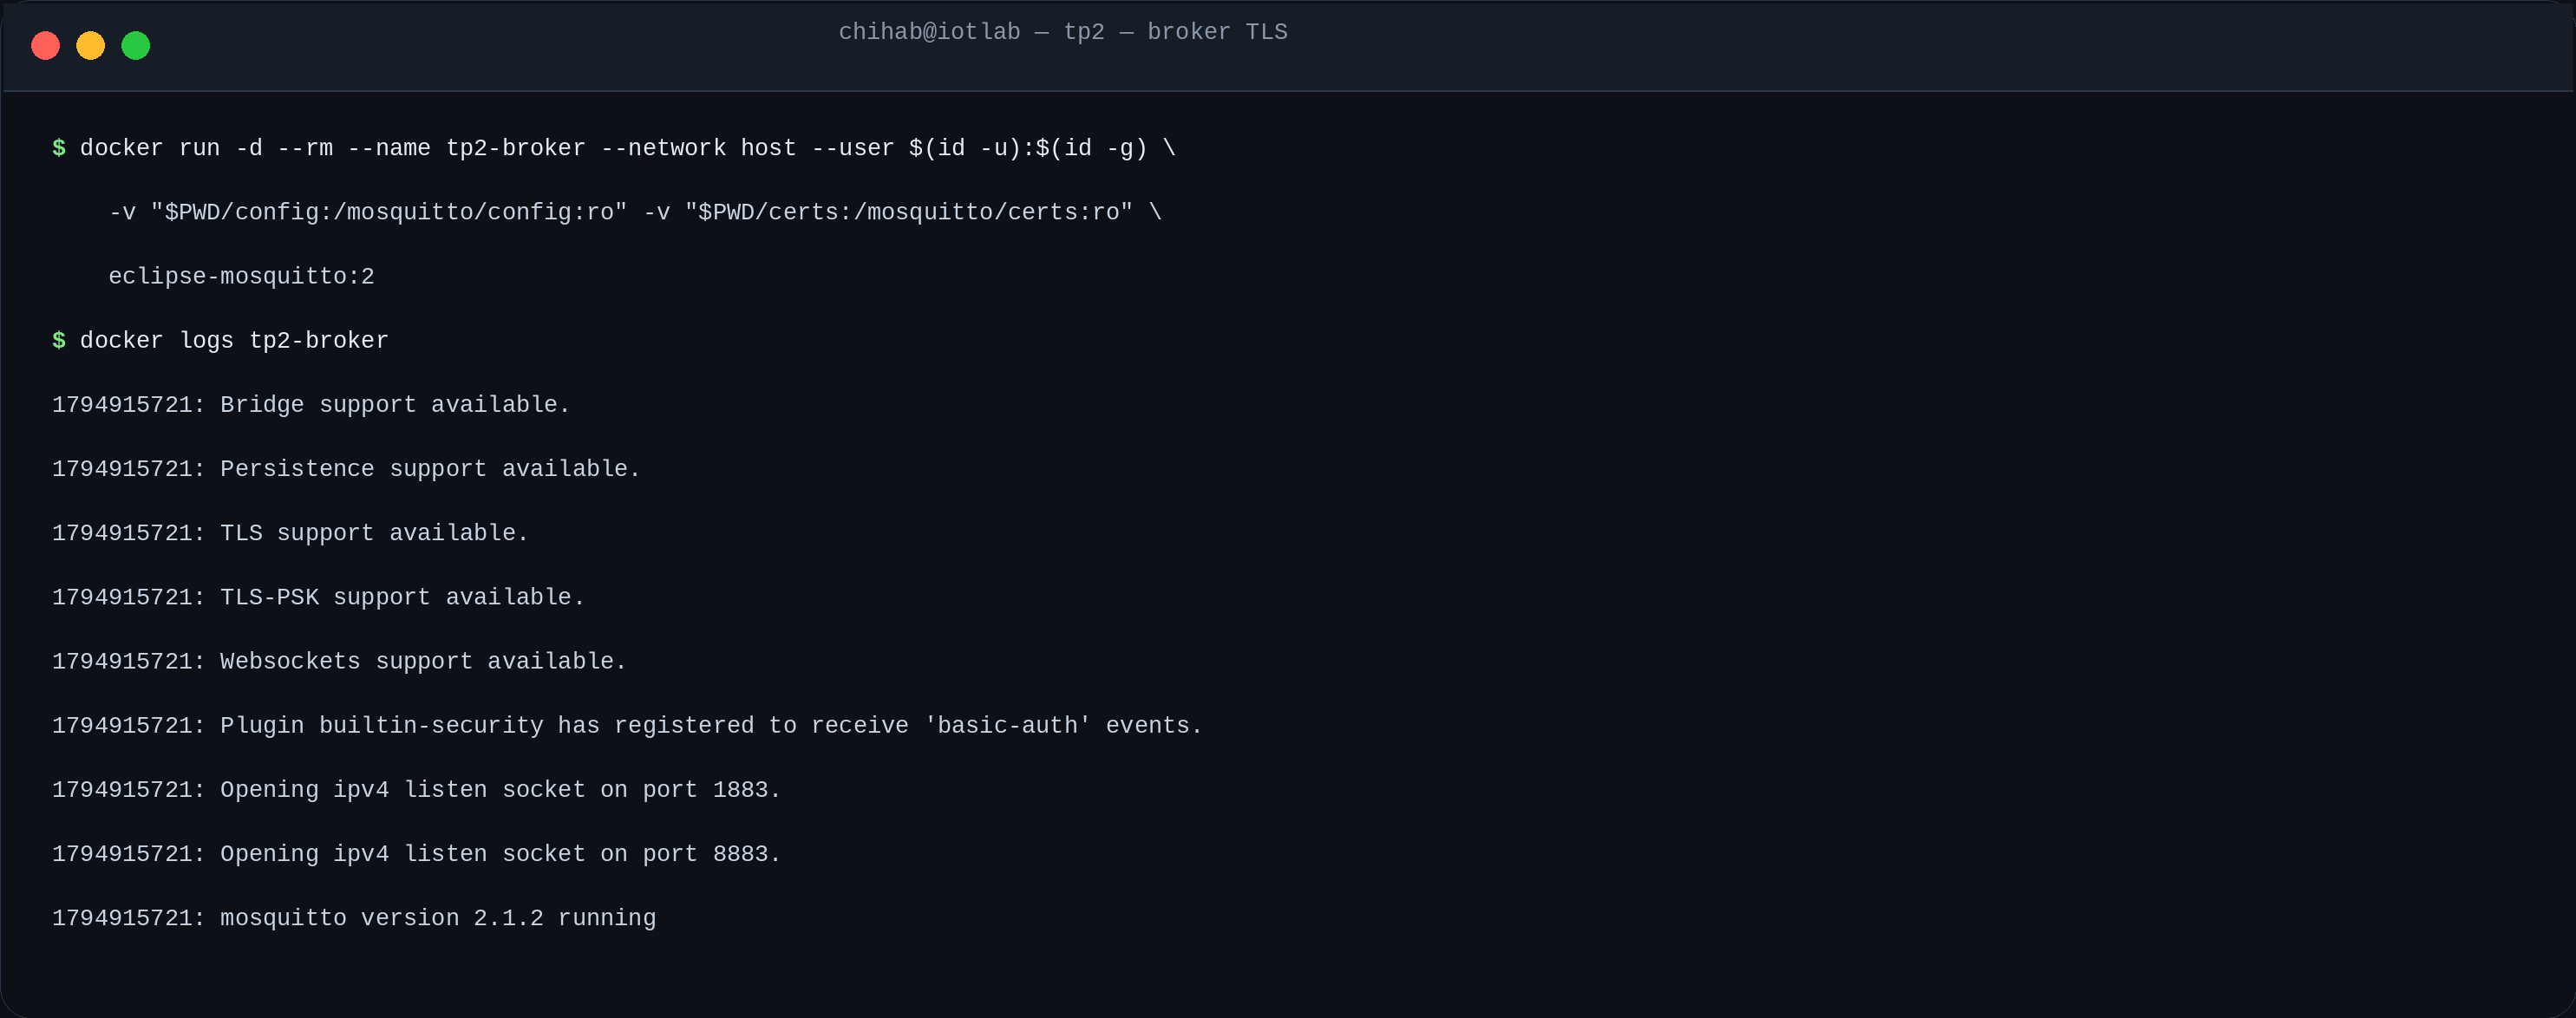 chihab@iotlab — tp2 — broker TLS
$ docker run -d --rm --name tp2-broker --network host --user $(id -u):$(id -g) \
-v "$PWD/config:/mosquitto/config:ro" -v "$PWD/certs:/mosquitto/certs:ro" \
eclipse-mosquitto:2
$ docker logs tp2-broker
1794915721: Bridge support available.
1794915721: Persistence support available.
1794915721: TLS support available.
1794915721: TLS-PSK support available.
1794915721: Websockets support available.
1794915721: Plugin builtin-security has registered to receive 'basic-auth' events.
1794915721: Opening ipv4 listen socket on port 1883.
1794915721: Opening ipv4 listen socket on port 8883.
1794915721: mosquitto version 2.1.2 running